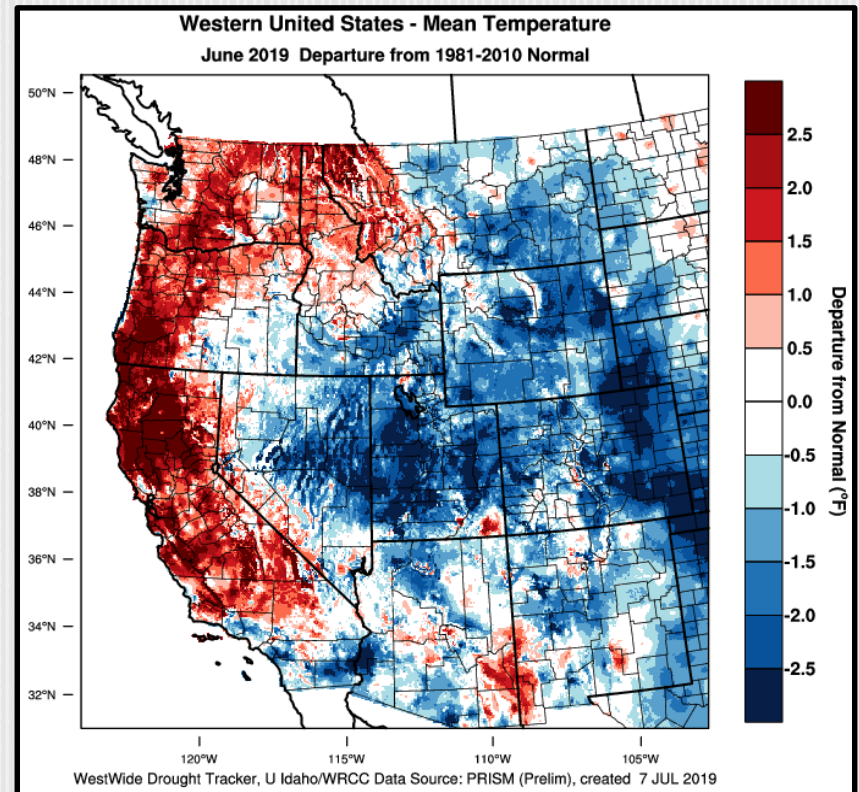 Western United States - Mean Temperature
June 2019  Departure from 1981-2010 Normal
50°N
48°N
46°N
44°N
42°N
40°N
38°N
36°N
34°N
32°N
120°W
115°W
110°W
105°W
2.5
2.0
1.5
1.0
0.5
0.0
-0.5
-1.0
-1.5
-2.0
-2.5
Departure from Normal (°F)
WestWide Drought Tracker, U Idaho/WRCC Data Source: PRISM (Prelim), created  7 JUL 2019